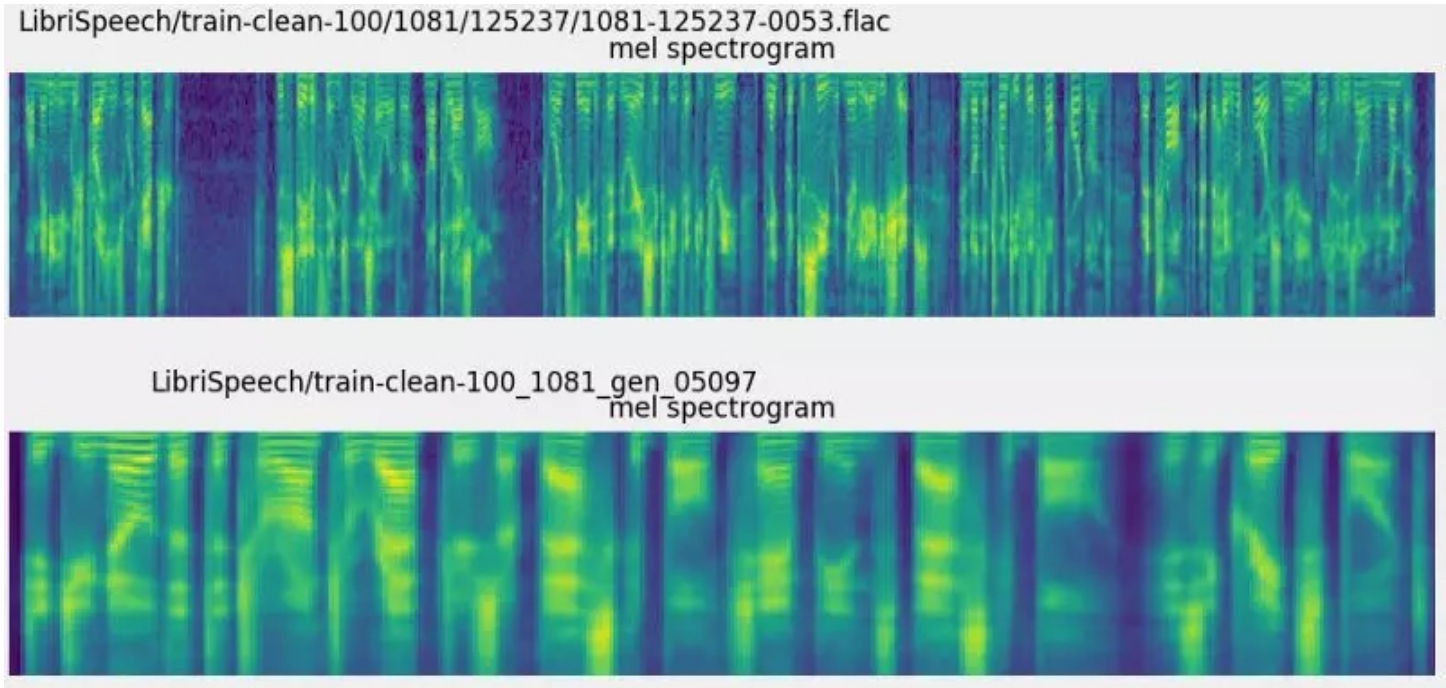 LibriSpeech/train-clean-100/1081/125237/1081-125237-0053.flac
mel spectrogram
LibriSpeech/train-clean-100_1081_gen_05097
mel spectrogram